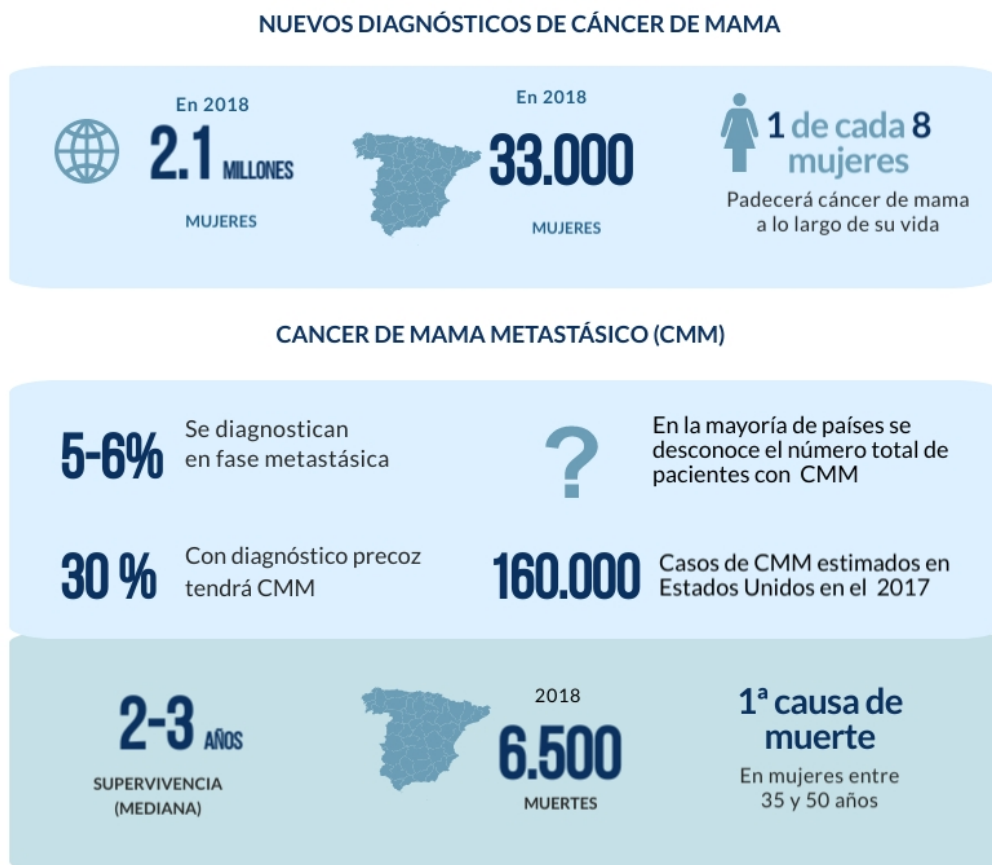 NUEVOS DIAGNÓSTICOS DE CÁNCER DE MAMA
En 2018
2.1 MILLONES
MUJERES
En 2018
33.000
MUJERES
1 de cada 8
mujeres
Padecerá cáncer de mama
a lo largo de su vida
CANCER DE MAMA METASTÁSICO (CMM)
5-6%
Se diagnostican
en fase metastásica
?
En la mayoría de países se
desconoce el número total de
pacientes con CMM
30 %
Con diagnóstico precoz
tendrá CMM
160.000
Casos de CMM estimados en
Estados Unidos en el 2017
2-3 AÑOS
SUPERVIVENCIA
(MEDIANA)
2018
6.500
MUERTES
1ª causa de
muerte
En mujeres entre
35 y 50 años